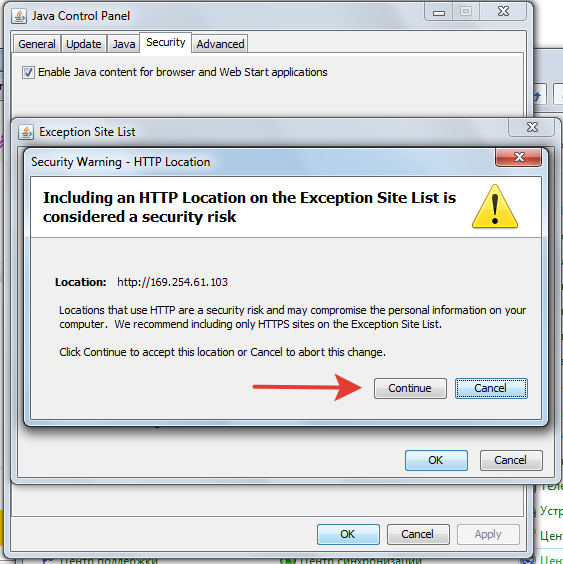 Java Control Panel
General Update Java Security Advanced
Enable Java content for browser and Web Start applications
Exception Site List
Security Warning - HTTP Location
Including an HTTP Location on the Exception Site List is
considered a security risk
Location: http://169.254.61.103
Locations that use HTTP are a security risk and may compromise the personal information on your
computer. We recommend including only HTTPS sites on the Exception Site List.
Click Continue to accept this location or Cancel to abort this change.
Continue Cancel
OK Cancel
OK Cancel Apply
Центр поддержки Центр синхронизации